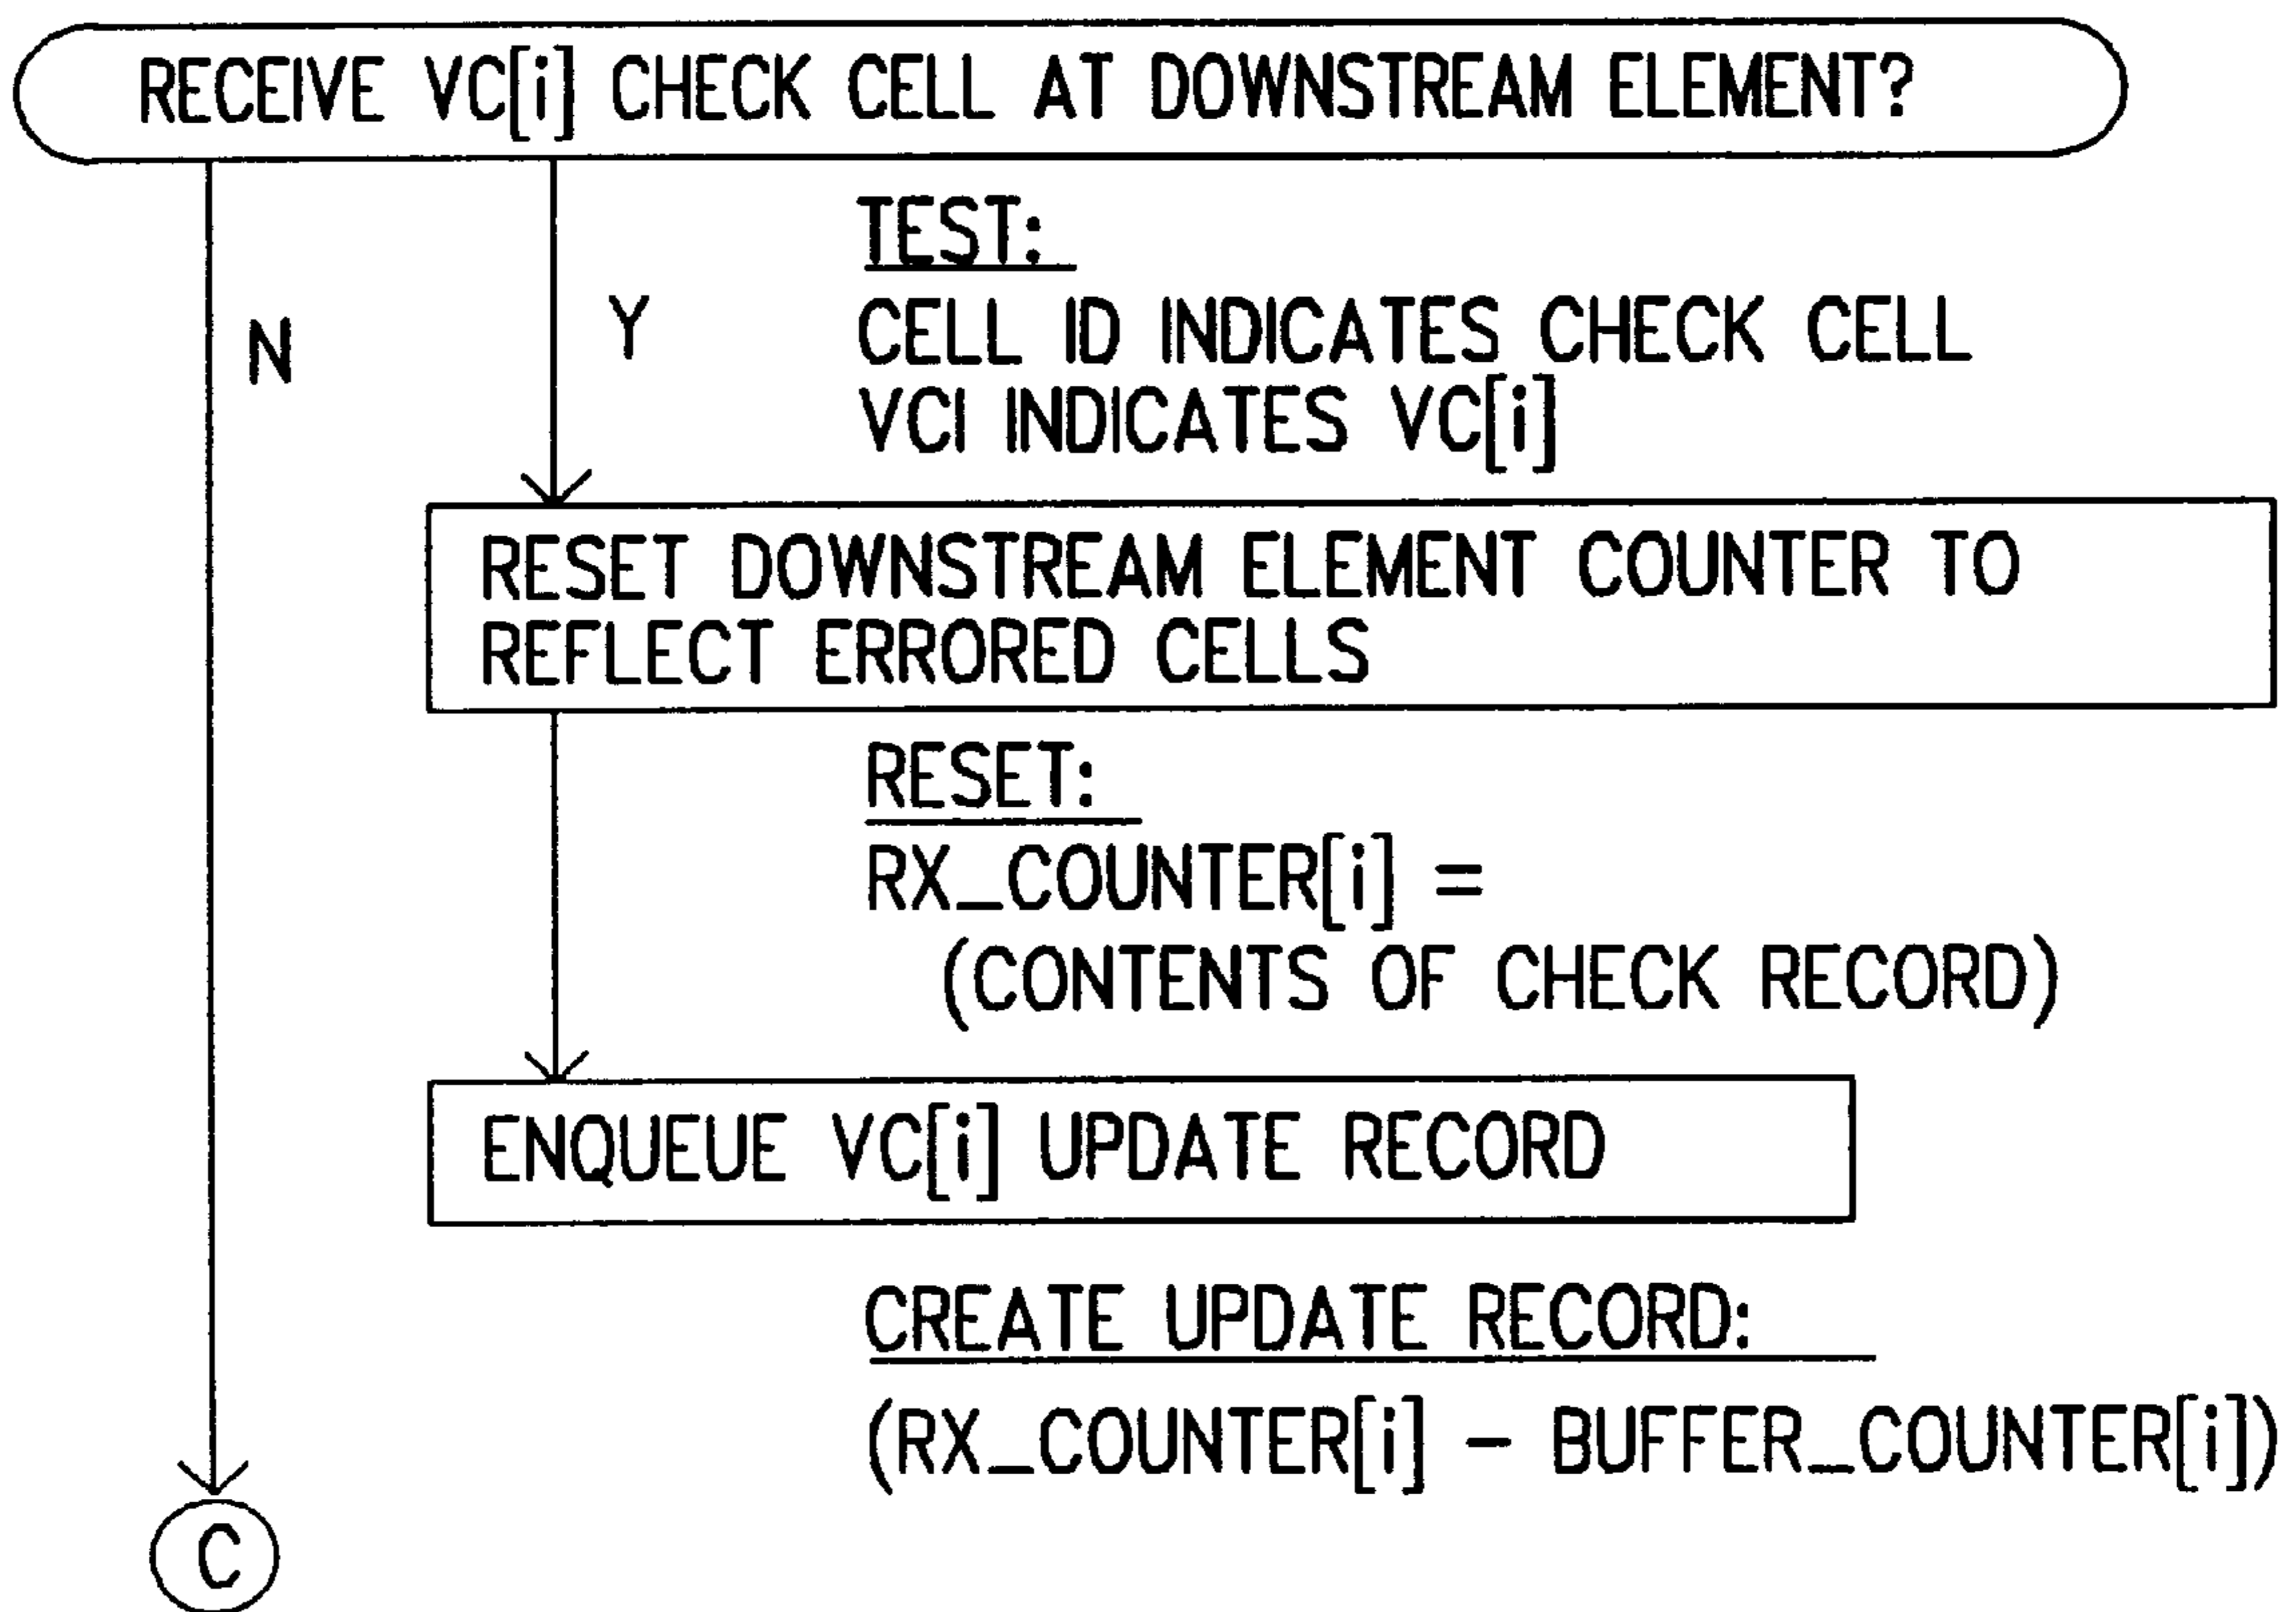 RECEIVE VC[i] CHECK CELL AT DOWNSTREAM ELEMENT?
TEST:
N
Y
CELL ID INDICATES CHECK CELL
VCI INDICATES VC[i]
RESET DOWNSTREAM ELEMENT COUNTER TO
REFLECT ERRORED CELLS
RESET:
RX_COUNTER[i] =
(CONTENTS OF CHECK RECORD)
ENQUEUE VC[i] UPDATE RECORD
CREATE UPDATE RECORD:
(RX_COUNTER[i] – BUFFER_COUNTER[i])
C